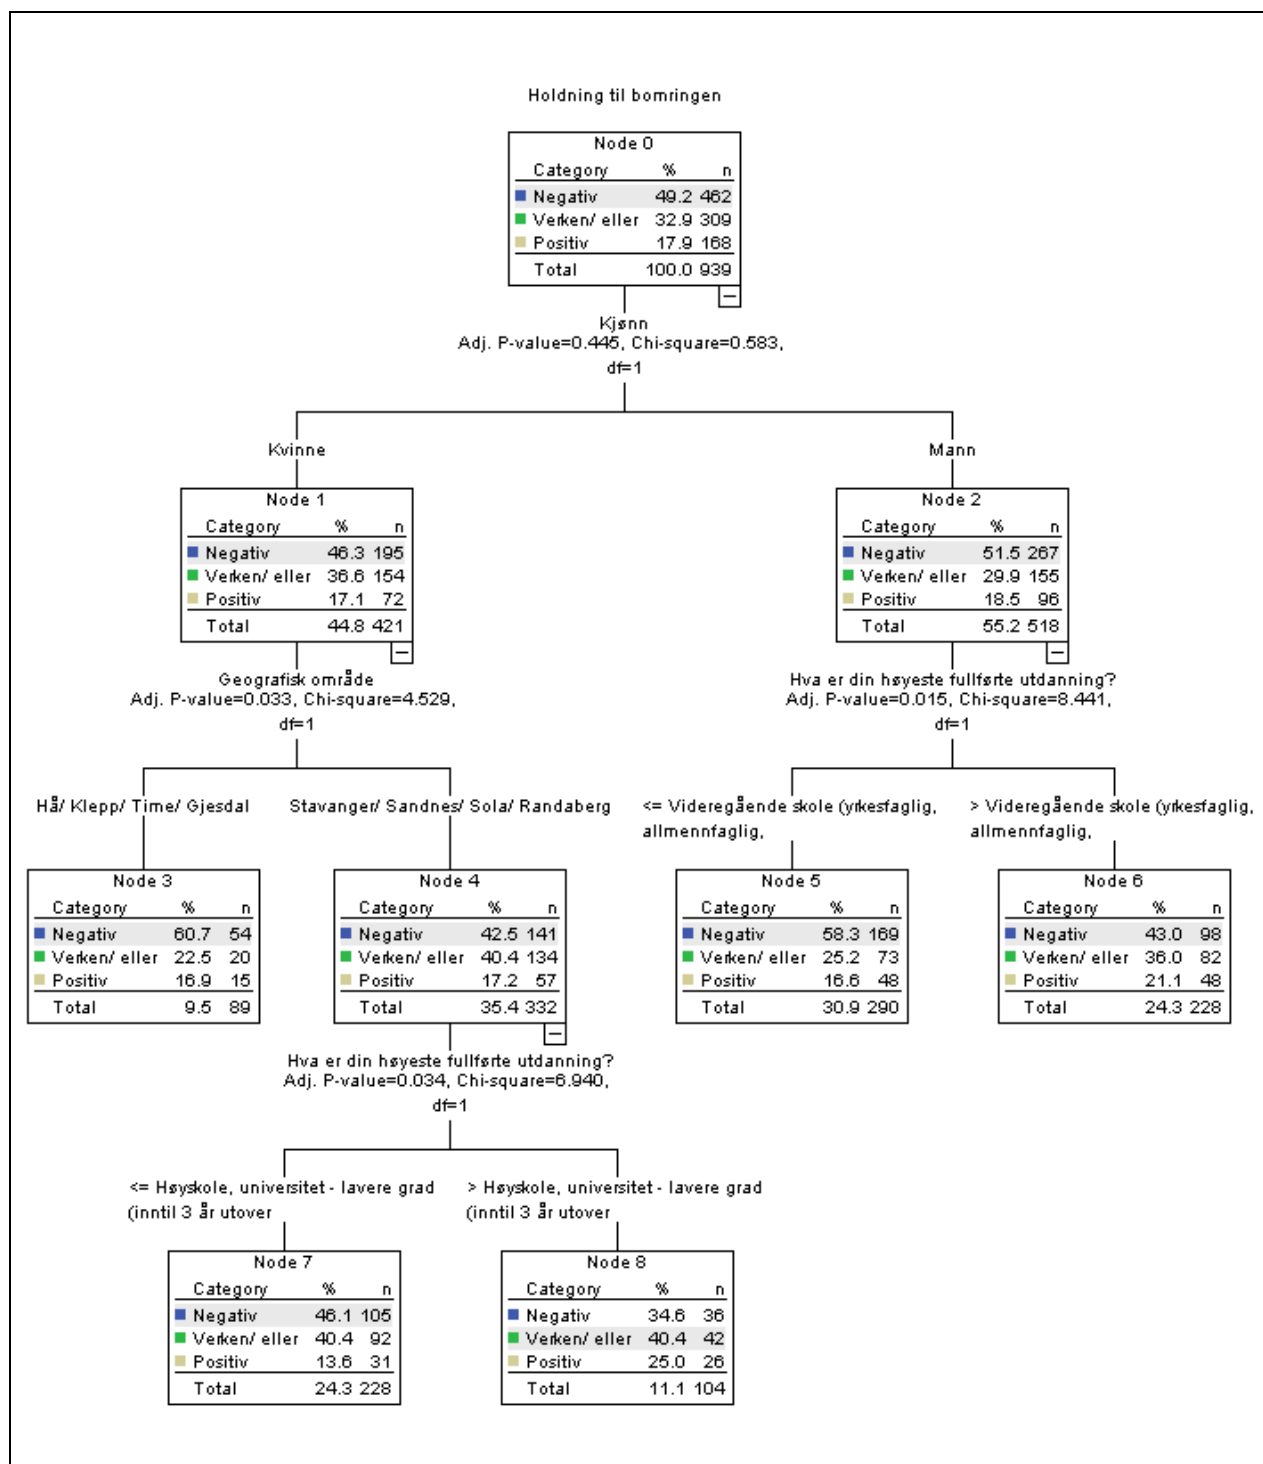 Holdning til bomringen
Node 0
Category % n
Negativ 49.2 462
Verken/ eller 32.9 309
Positiv 17.9 168
Total 100.0 939
Kjønn
Adj. P-value=0.445, Chi-square=0.583,
df=1
Kvinne
Mann
Node 1
Category % n
Negativ 46.3 195
Verken/ eller 36.6 154
Positiv 17.1 72
Total 44.8 421
Node 2
Category % n
Negativ 51.5 267
Verken/ eller 29.9 155
Positiv 18.5 96
Total 55.2 518
Geografisk område
Adj. P-value=0.033, Chi-square=4.529,
df=1
Hva er din høyeste fullførte utdanning?
Adj. P-value=0.015, Chi-square=8.441,
df=1
Hå/ Klepp/ Time/ Gjesdal
Stavanger/ Sandnes/ Sola/ Randaberg
<= Videregående skole (yrkesfaglig,
allmennfaglig,
> Videregående skole (yrkesfaglig,
allmennfaglig,
Node 3
Category % n
Negativ 60.7 54
Verken/ eller 22.5 20
Positiv 16.9 15
Total 9.5 89
Node 4
Category % n
Negativ 42.5 141
Verken/ eller 40.4 134
Positiv 17.2 57
Total 35.4 332
Node 5
Category % n
Negativ 58.3 169
Verken/ eller 25.2 73
Positiv 16.6 48
Total 30.9 290
Node 6
Category % n
Negativ 43.0 98
Verken/ eller 36.0 82
Positiv 21.1 48
Total 24.3 228
Hva er din høyeste fullførte utdanning?
Adj. P-value=0.034, Chi-square=6.940,
df=1
<= Høyskole, universitet - lavere grad
(inntil 3 år utover
> Høyskole, universitet - lavere grad
(inntil 3 år utover
Node 7
Category % n
Negativ 46.1 105
Verken/ eller 40.4 92
Positiv 13.6 31
Total 24.3 228
Node 8
Category % n
Negativ 34.6 36
Verken/ eller 40.4 42
Positiv 25.0 26
Total 11.1 104